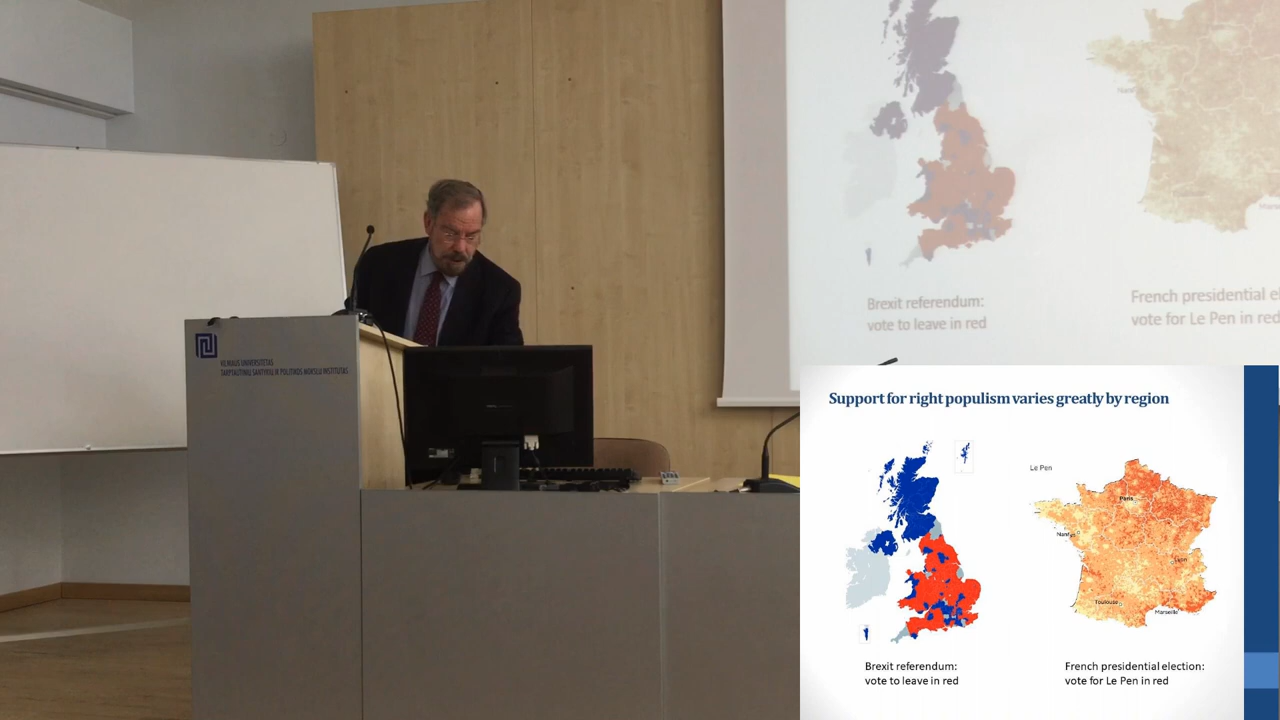 VILNIAUS UNIVERSITETAS
TARPTAUTINIŲ SANTYKIŲ IR POLITIKOS MOKSLŲ INSTITUTAS
Brexit referendum:
vote to leave in red
French presidential el
vote for Le Pen in red
Support for right populism varies greatly by region
Le Pen
Paris
Nantes
Lyon
Toulouse
Marseille
Brexit referendum:
vote to leave in red
French presidential election:
vote for Le Pen in red